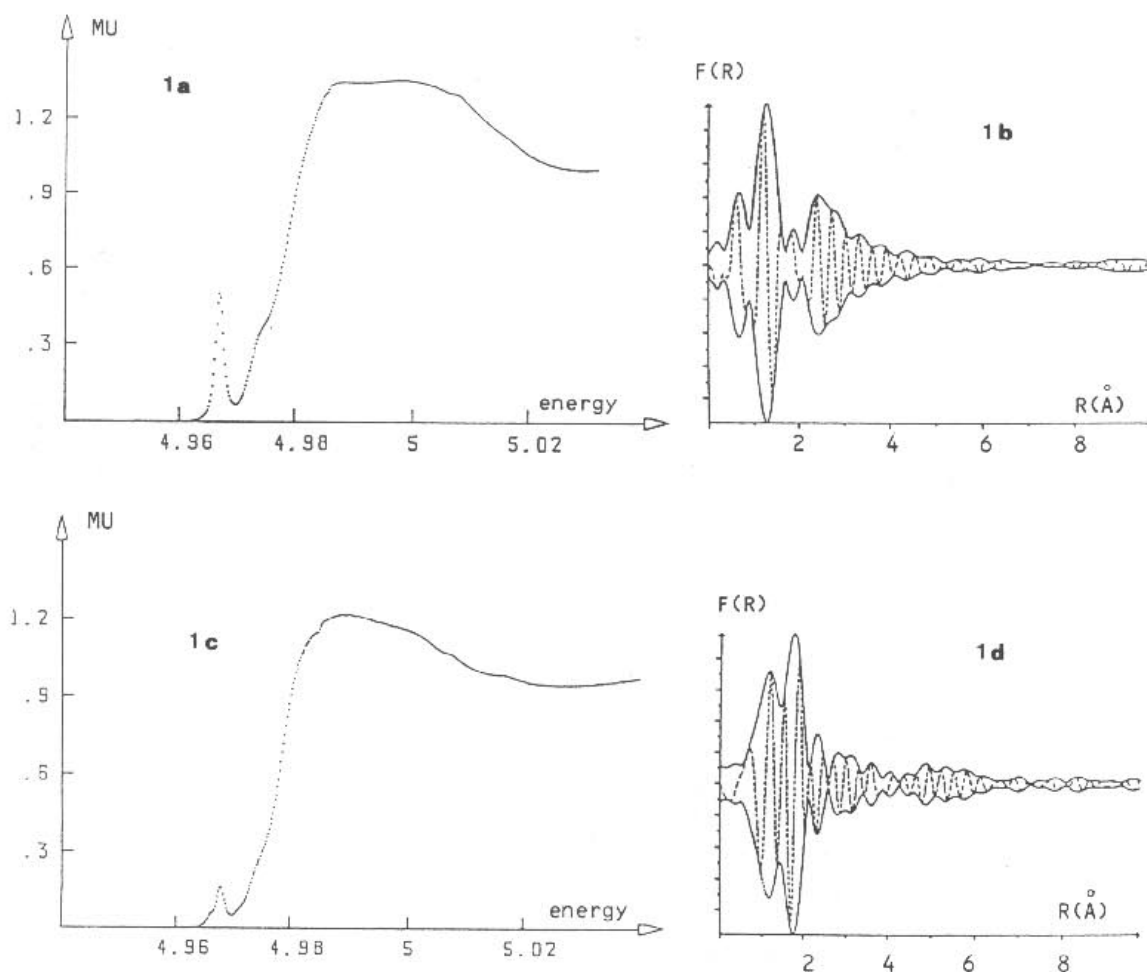 MU
1a
1.2
.9
.6
.3
energy
4.96 4.98 5 5.02
F(R)
1b
R(Å)
2 4 6 8
MU
1c
1.2
.9
.6
.3
energy
4.96 4.98 5 5.02
F(R)
1d
R(Å)
2 4 6 8